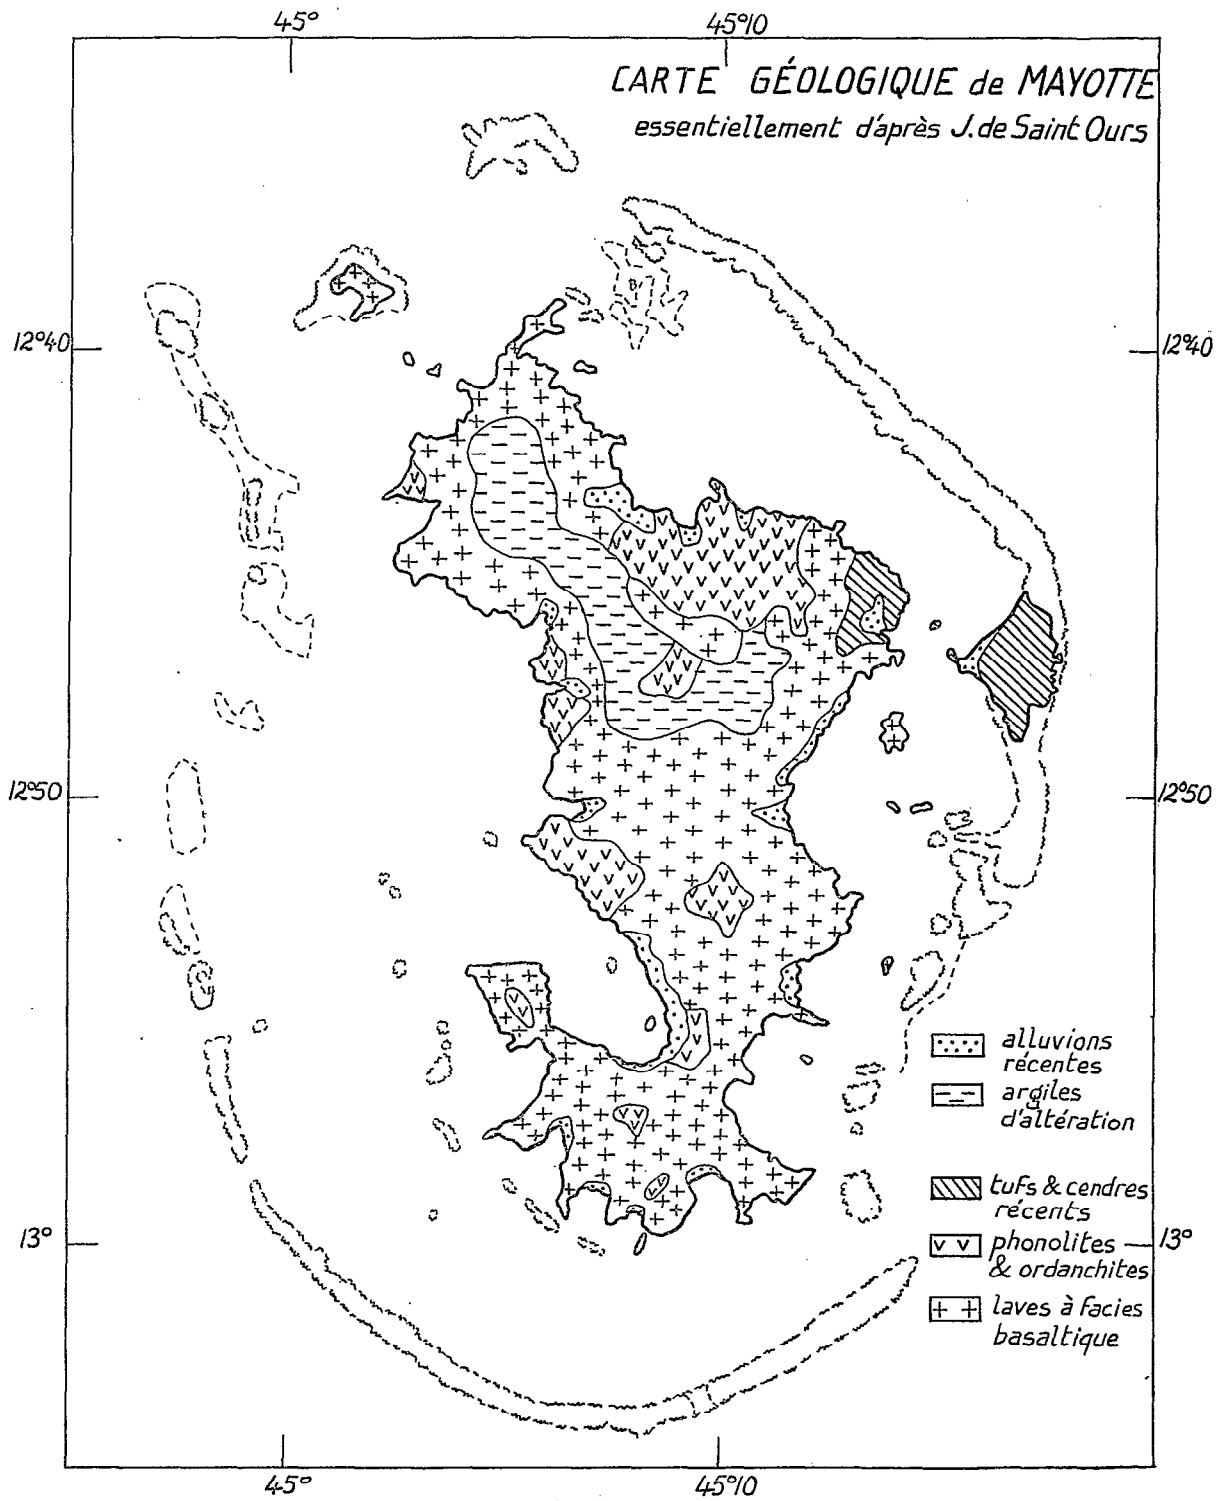 45°
45°10
CARTE GÉOLOGIQUE de MAYOTTE
essentiellement d'après J. de Saint Ours
12°40
12°40
12°50
12°50
alluvions
récentes
argiles
d'altération
tufs & cendres
récents
13°
phonolites
13°
& ordanchites
laves à facies
basaltique
45°
45°10